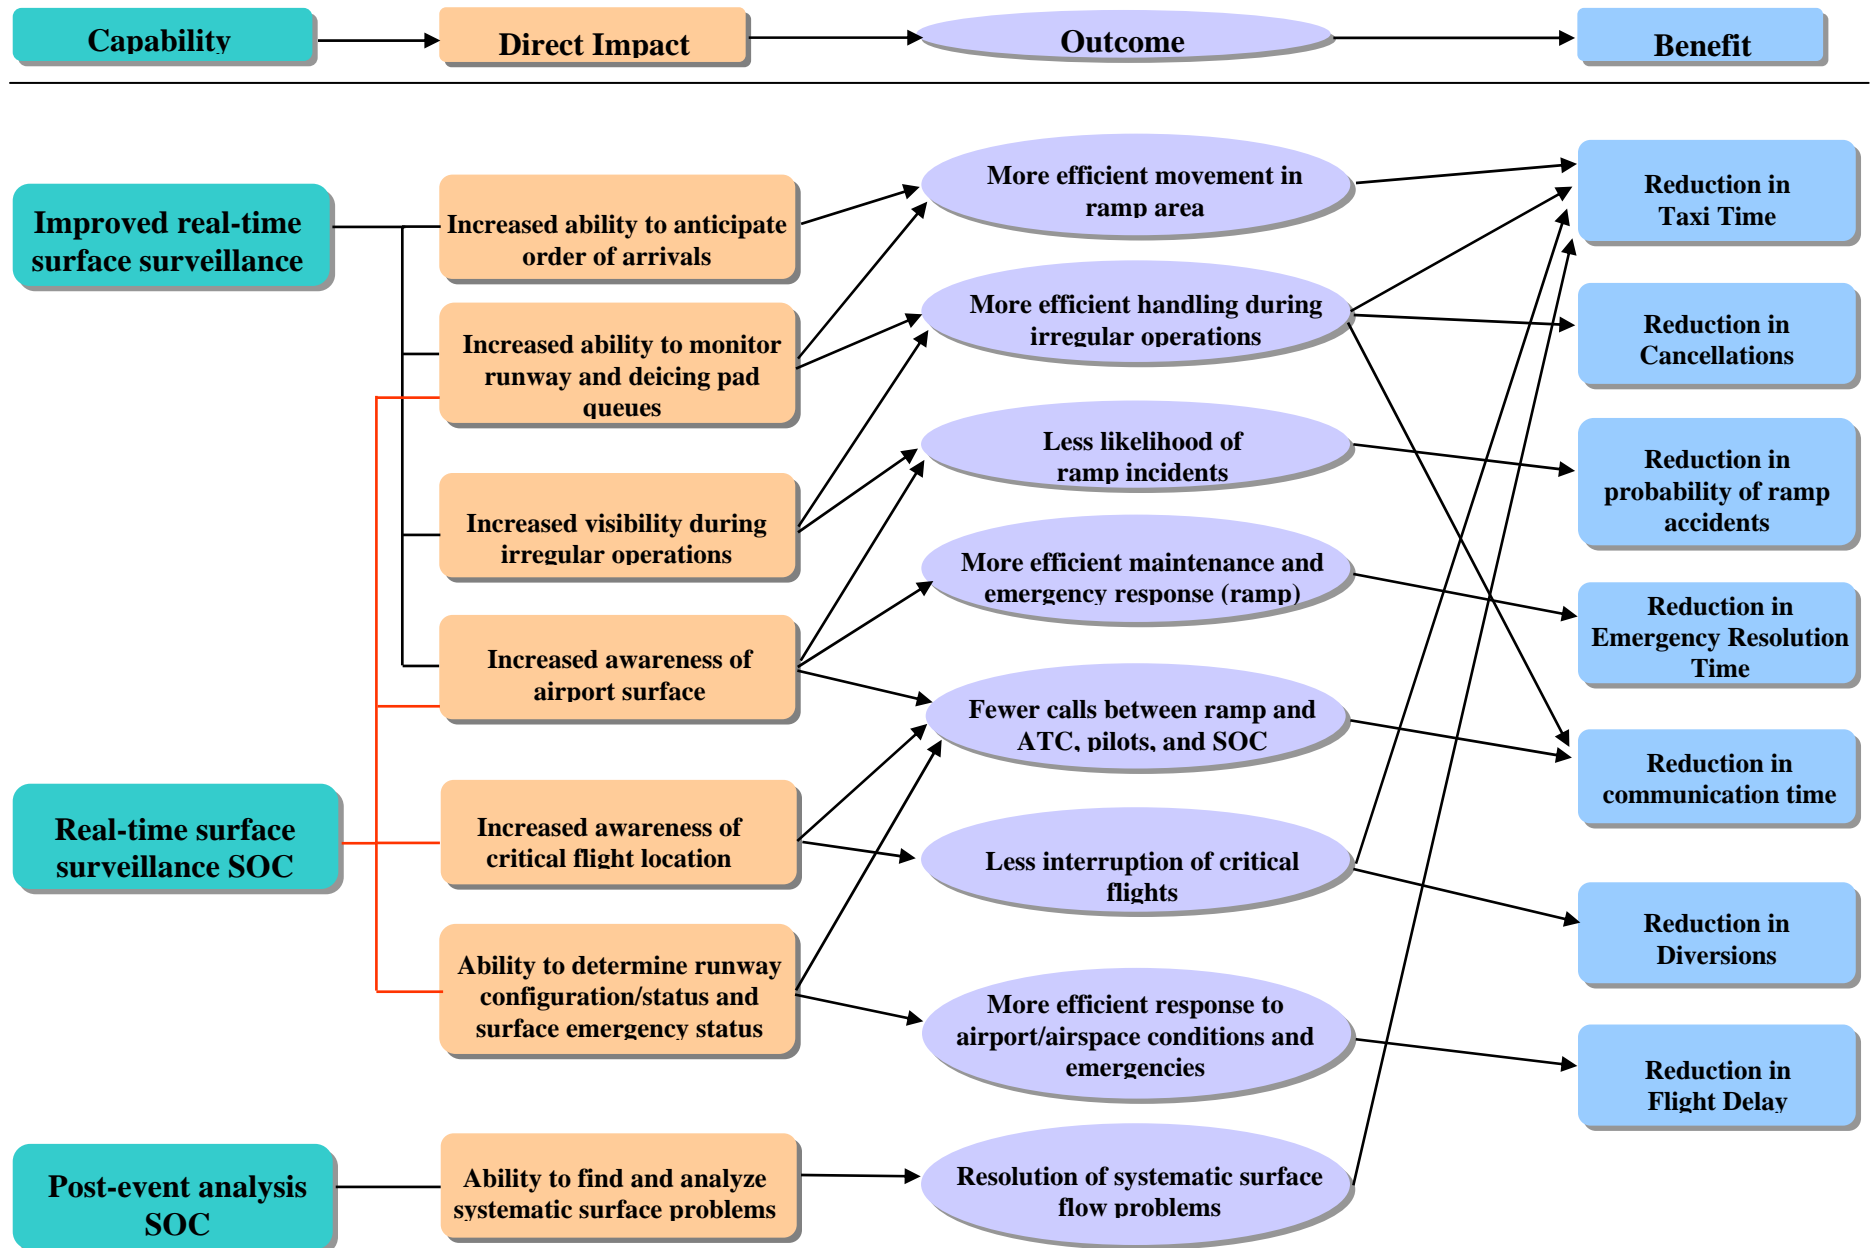 Capability
Direct Impact
Outcome
Benefit
Improved real-time
surface surveillance
Real-time surface
surveillance SOC
Post-event analysis
SOC
Increased ability to anticipate
order of arrivals
Increased ability to monitor
runway and deicing pad
queues
Increased visibility during
irregular operations
Increased awareness of
airport surface
Increased awareness of
critical flight location
Ability to determine runway
configuration/status and
surface emergency status
Ability to find and analyze
systematic surface problems
More efficient movement in
ramp area
More efficient handling during
irregular operations
Less likelihood of
ramp incidents
More efficient maintenance and
emergency response (ramp)
Fewer calls between ramp and
ATC, pilots, and SOC
Less interruption of critical
flights
More efficient response to
airport/airspace conditions and
emergencies
Resolution of systematic surface
flow problems
Reduction in
Taxi Time
Reduction in
Cancellations
Reduction in
probability of ramp
accidents
Reduction in
Emergency Resolution
Time
Reduction in
communication time
Reduction in
Diversions
Reduction in
Flight Delay